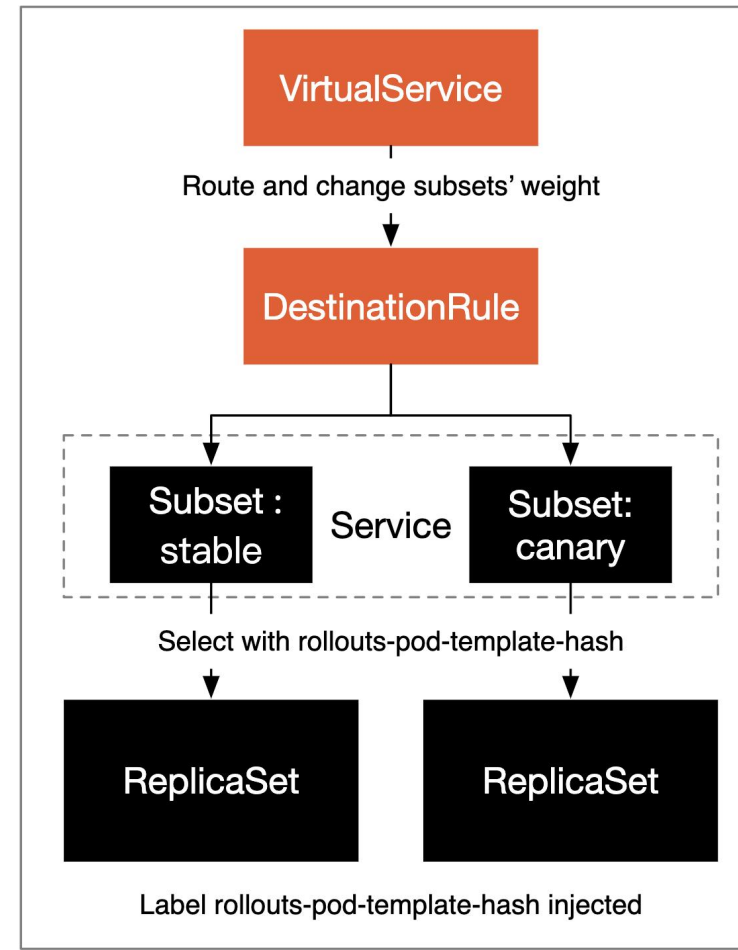 VirtualService
Route and change subsets’ weight
DestinationRule
Subset :
stable
Service
Subset:
canary
Select with rollouts-pod-template-hash
ReplicaSet
ReplicaSet
Label rollouts-pod-template-hash injected